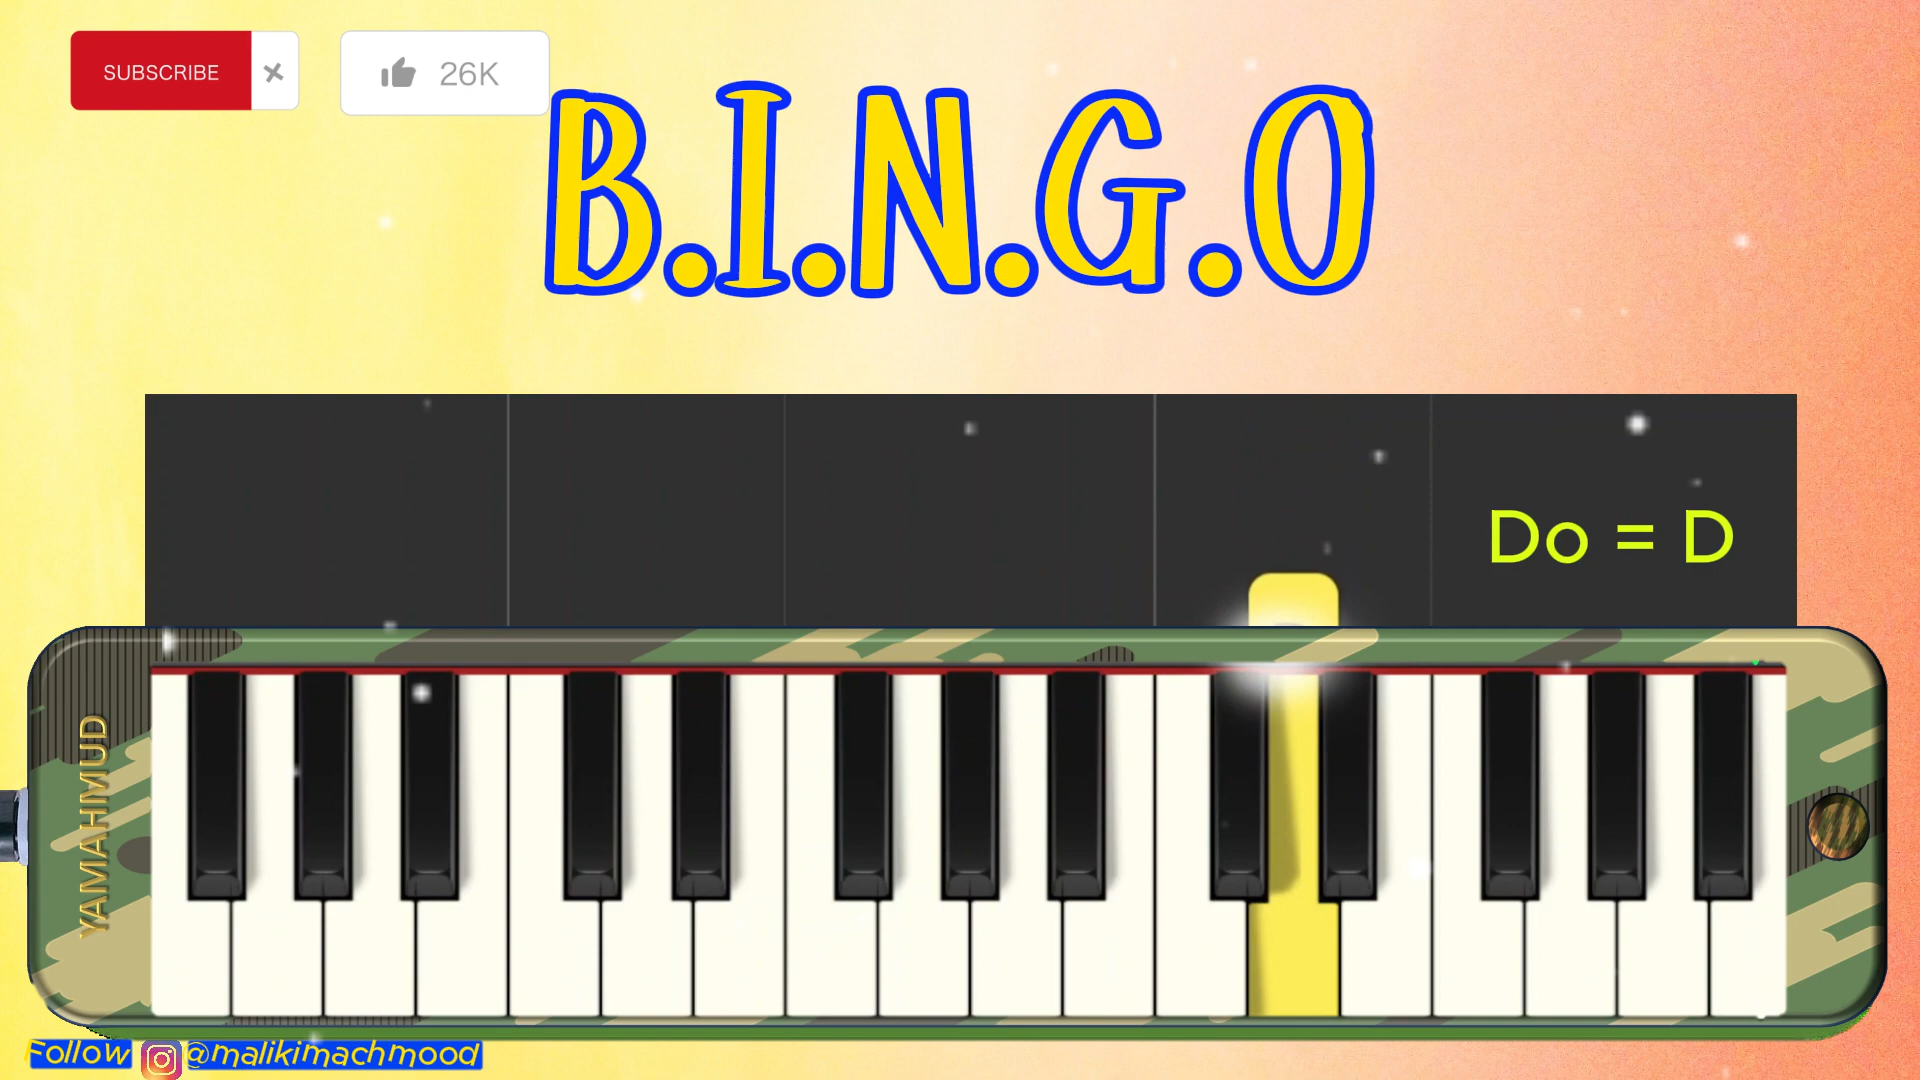 SUBSCRIBE
26K
B.I.N.G.O
Do = D
YAMAHMUD
Follow @malikimachmood